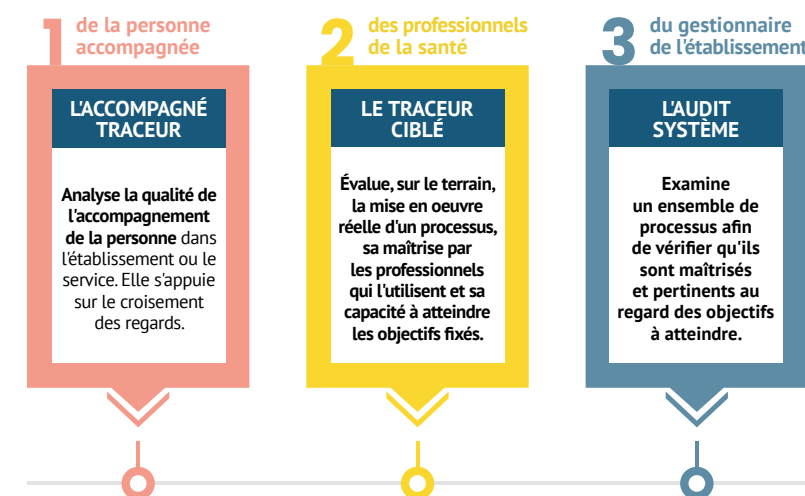 1 de la personne
accompagnée
L'ACCOMPAGNÉ
TRACEUR
Analyse la qualité de
l'accompagnement
de la personne dans
l'établissement ou le
service. Elle s'appuie
sur le croisement
des regards.
2 des professionnels
de la santé
LE TRACEUR
CIBLÉ
Évalue, sur le terrain,
la mise en oeuvre
réelle d'un processus,
sa maîtrise par
les professionnels
qui l'utilisent et sa
capacité à atteindre
les objectifs fixés.
3 du gestionnaire
de l'établissement
L'AUDIT
SYSTÈME
Examine
un ensemble de
processus afin
de vérifier qu'ils
sont maîtrisés
et pertinents au
regard des objectifs
à atteindre.